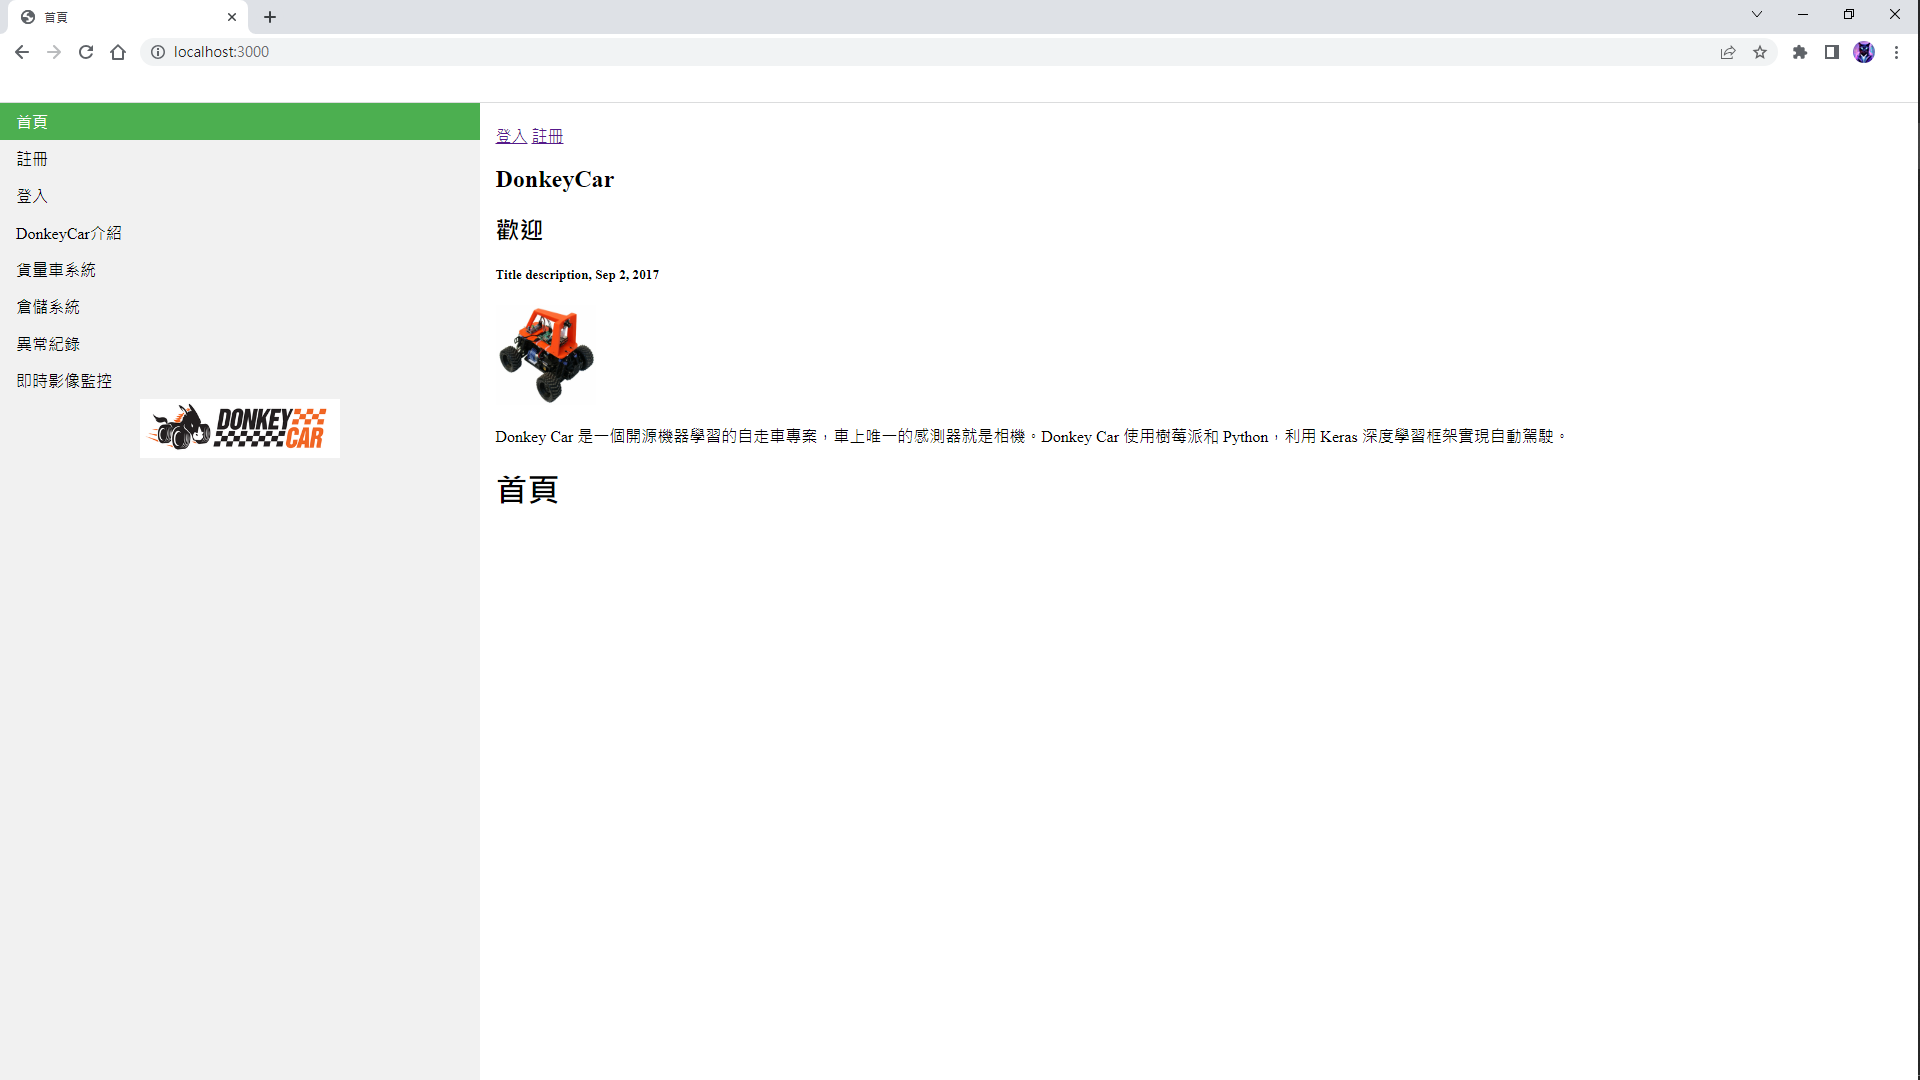 首頁
localhost:3000
首頁
註冊
登入
DonkeyCar介紹
貨量車系統
倉儲系統
異常紀錄
即時影像監控
DONKEY
CAR
登入 註冊
DonkeyCar
歡迎
Title description, Sep 2, 2017
Donkey Car 是一個開源機器學習的自走車專案，車上唯一的感測器就是相機。Donkey Car 使用樹莓派和 Python，利用 Keras 深度學習框架實現自動駕駛。
首頁